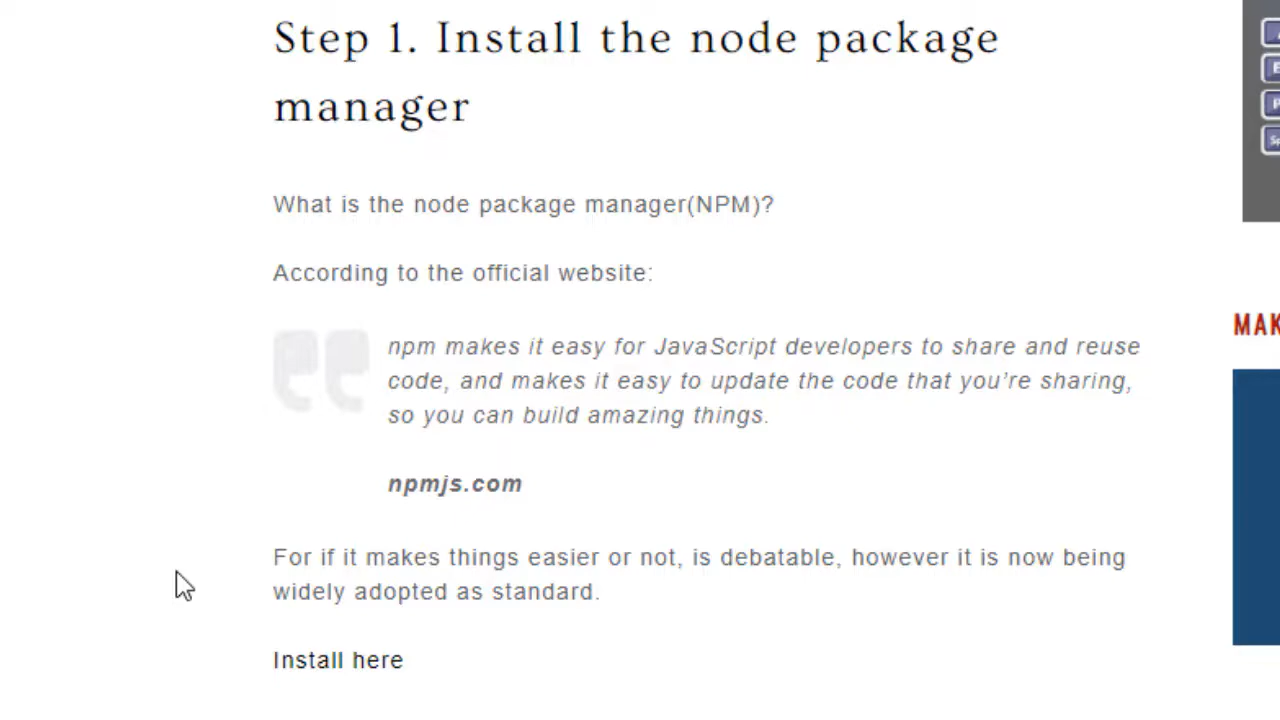 Step 1. Install the node package
manager
What is the node package manager(NPM)?
According to the official website:
npm makes it easy for JavaScript developers to share and reuse
code, and makes it easy to update the code that you’re sharing,
so you can build amazing things.
npmjs.com
For if it makes things easier or not, is debatable, however it is now being
widely adopted as standard.
Install here
MAK